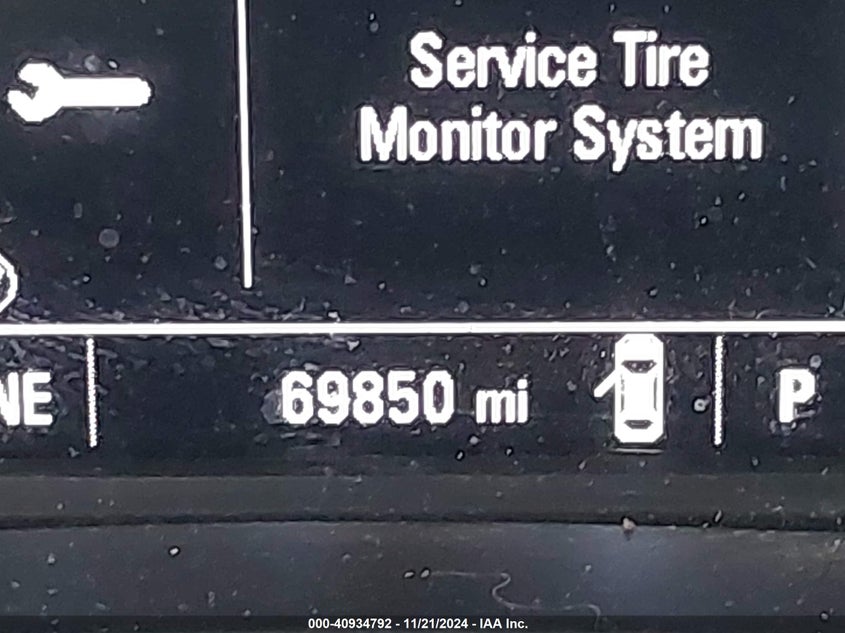 Service Tire
Monitor System
NE
69850 mi
P
000-40934792 - 11/21/2024 - IAA Inc.